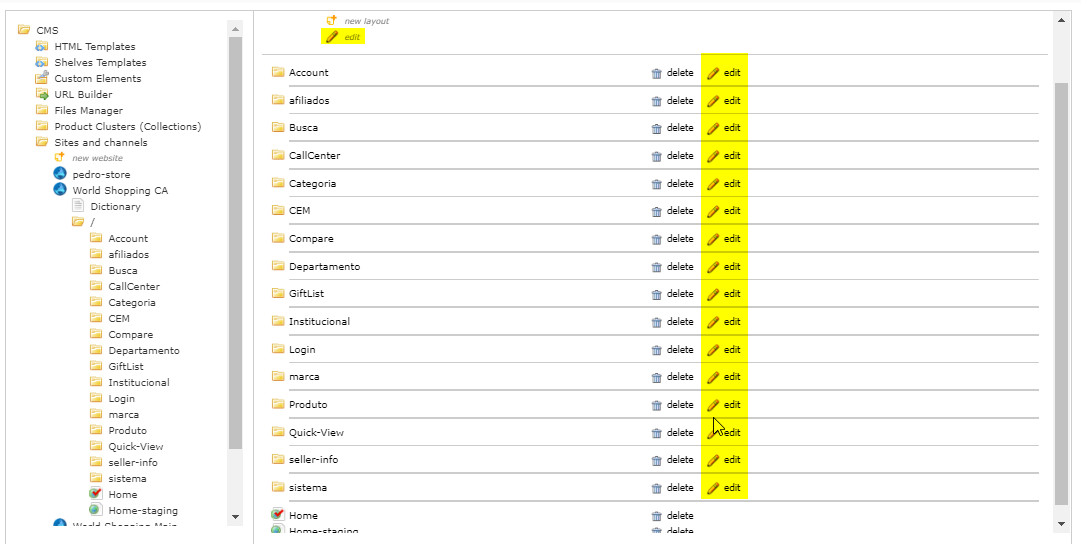 CMS
HTML Templates
Shelves Templates
Custom Elements
URL Builder
Files Manager
Product Clusters (Collections)
Sites and channels
new website
pedro-store
World Shopping CA
Dictionary
/
Account
afiliados
Busca
CallCenter
Categoria
CEM
Compare
Departamento
GiftList
Institucional
Login
marca
Produto
Quick-View
seller-info
sistema
Home
Home-staging
World Shopping Main
new layout
edit
Account delete edit
afiliados delete edit
Busca delete edit
CallCenter delete edit
Categoria delete edit
CEM delete edit
Compare delete edit
Departamento delete edit
GiftList delete edit
Institucional delete edit
Login delete edit
marca delete edit
Produto delete edit
Quick-View delete edit
seller-info delete edit
sistema delete edit
Home delete
Home-staging delete